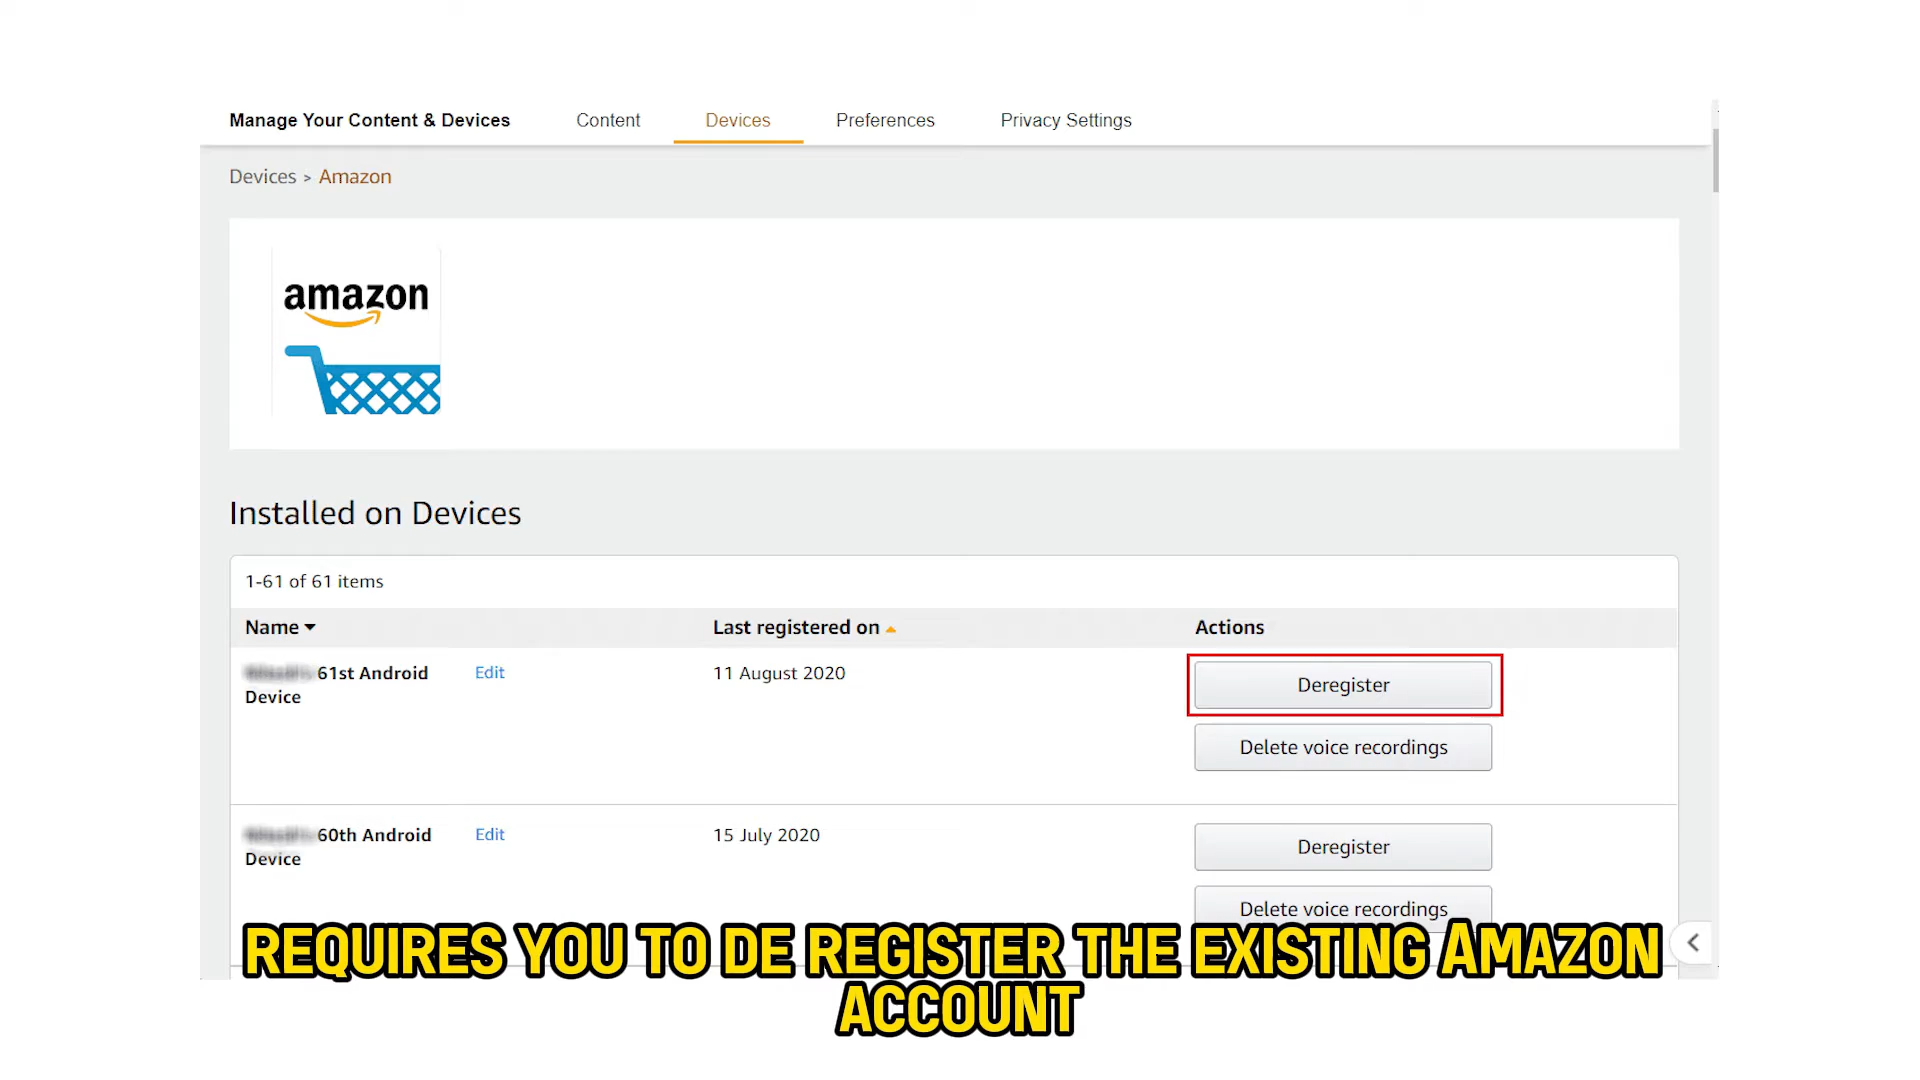 Manage Your Content & Devices Content Devices Preferences Privacy Settings
Devices > Amazon
amazon
Installed on Devices
1-61 of 61 items
Name Last registered on Actions
61st Android Edit 11 August 2020 Deregister
Device
Delete voice recordings
60th Android Edit 15 July 2020 Deregister
Device
Delete voice recordings
REQUIRES YOU TO DE REGISTER THE EXISTING AMAZON
ACCOUNT